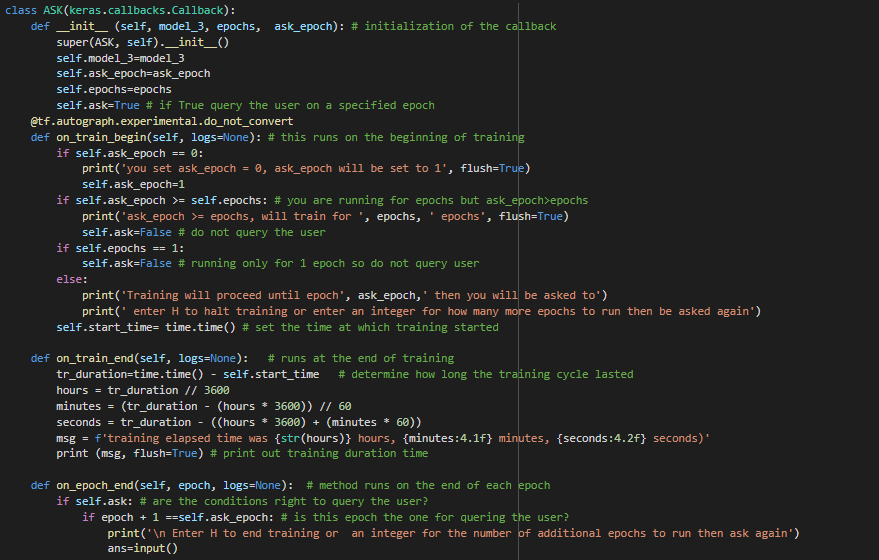 class ASK(keras.callbacks.Callback):
    def __init__ (self, model_3, epochs,  ask_epoch): # initialization of the callback
        super(ASK, self).__init__()
        self.model_3=model_3
        self.ask_epoch=ask_epoch
        self.epochs=epochs
        self.ask=True # if True query the user on a specified epoch
    @tf.autograph.experimental.do_not_convert
    def on_train_begin(self, logs=None): # this runs on the beginning of training
        if self.ask_epoch == 0:
            print('you set ask_epoch = 0, ask_epoch will be set to 1', flush=True)
            self.ask_epoch=1
        if self.ask_epoch >= self.epochs: # you are running for epochs but ask_epoch>epochs
            print('ask_epoch >= epochs, will train for ', epochs, ' epochs', flush=True)
            self.ask=False # do not query the user
        if self.epochs == 1:
            self.ask=False # running only for 1 epoch so do not query user
        else:
            print('Training will proceed until epoch', ask_epoch,' then you will be asked to')
            print(' enter H to halt training or enter an integer for how many more epochs to run then be asked again')
        self.start_time= time.time() # set the time at which training started

    def on_train_end(self, logs=None):   # runs at the end of training
        tr_duration=time.time() - self.start_time   # determine how long the training cycle lasted
        hours = tr_duration // 3600
        minutes = (tr_duration - (hours * 3600)) // 60
        seconds = tr_duration - ((hours * 3600) + (minutes * 60))
        msg = f'training elapsed time was {str(hours)} hours, {minutes:4.1f} minutes, {seconds:4.2f} seconds)'
        print (msg, flush=True) # print out training duration time

    def on_epoch_end(self, epoch, logs=None):  # method runs on the end of each epoch
        if self.ask: # are the conditions right to query the user?
            if epoch + 1 ==self.ask_epoch: # is this epoch the one for quering the user?
                print('\n Enter H to end training or  an integer for the number of additional epochs to run then ask again')
                ans=input()